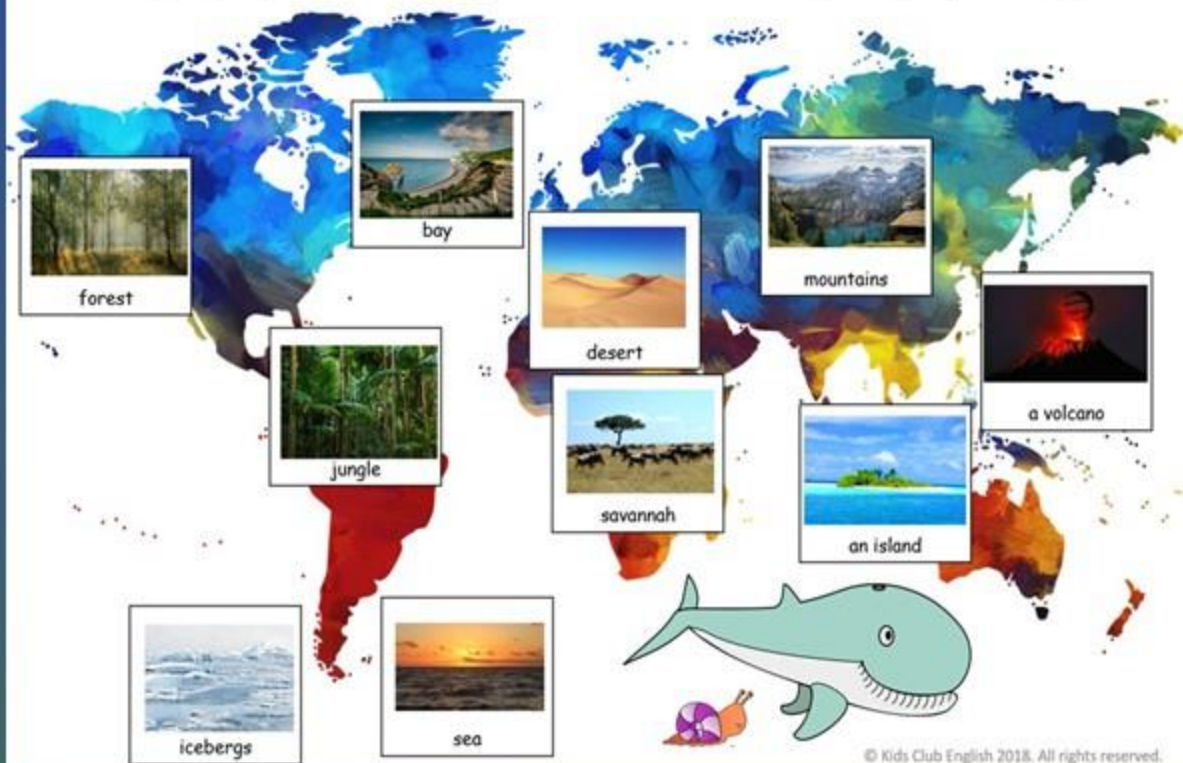 bay
forest
mountains
desert
a volcano
jungle
savannah
an island
icebergs
sea
© Kids Club English 2018. All rights reserved.